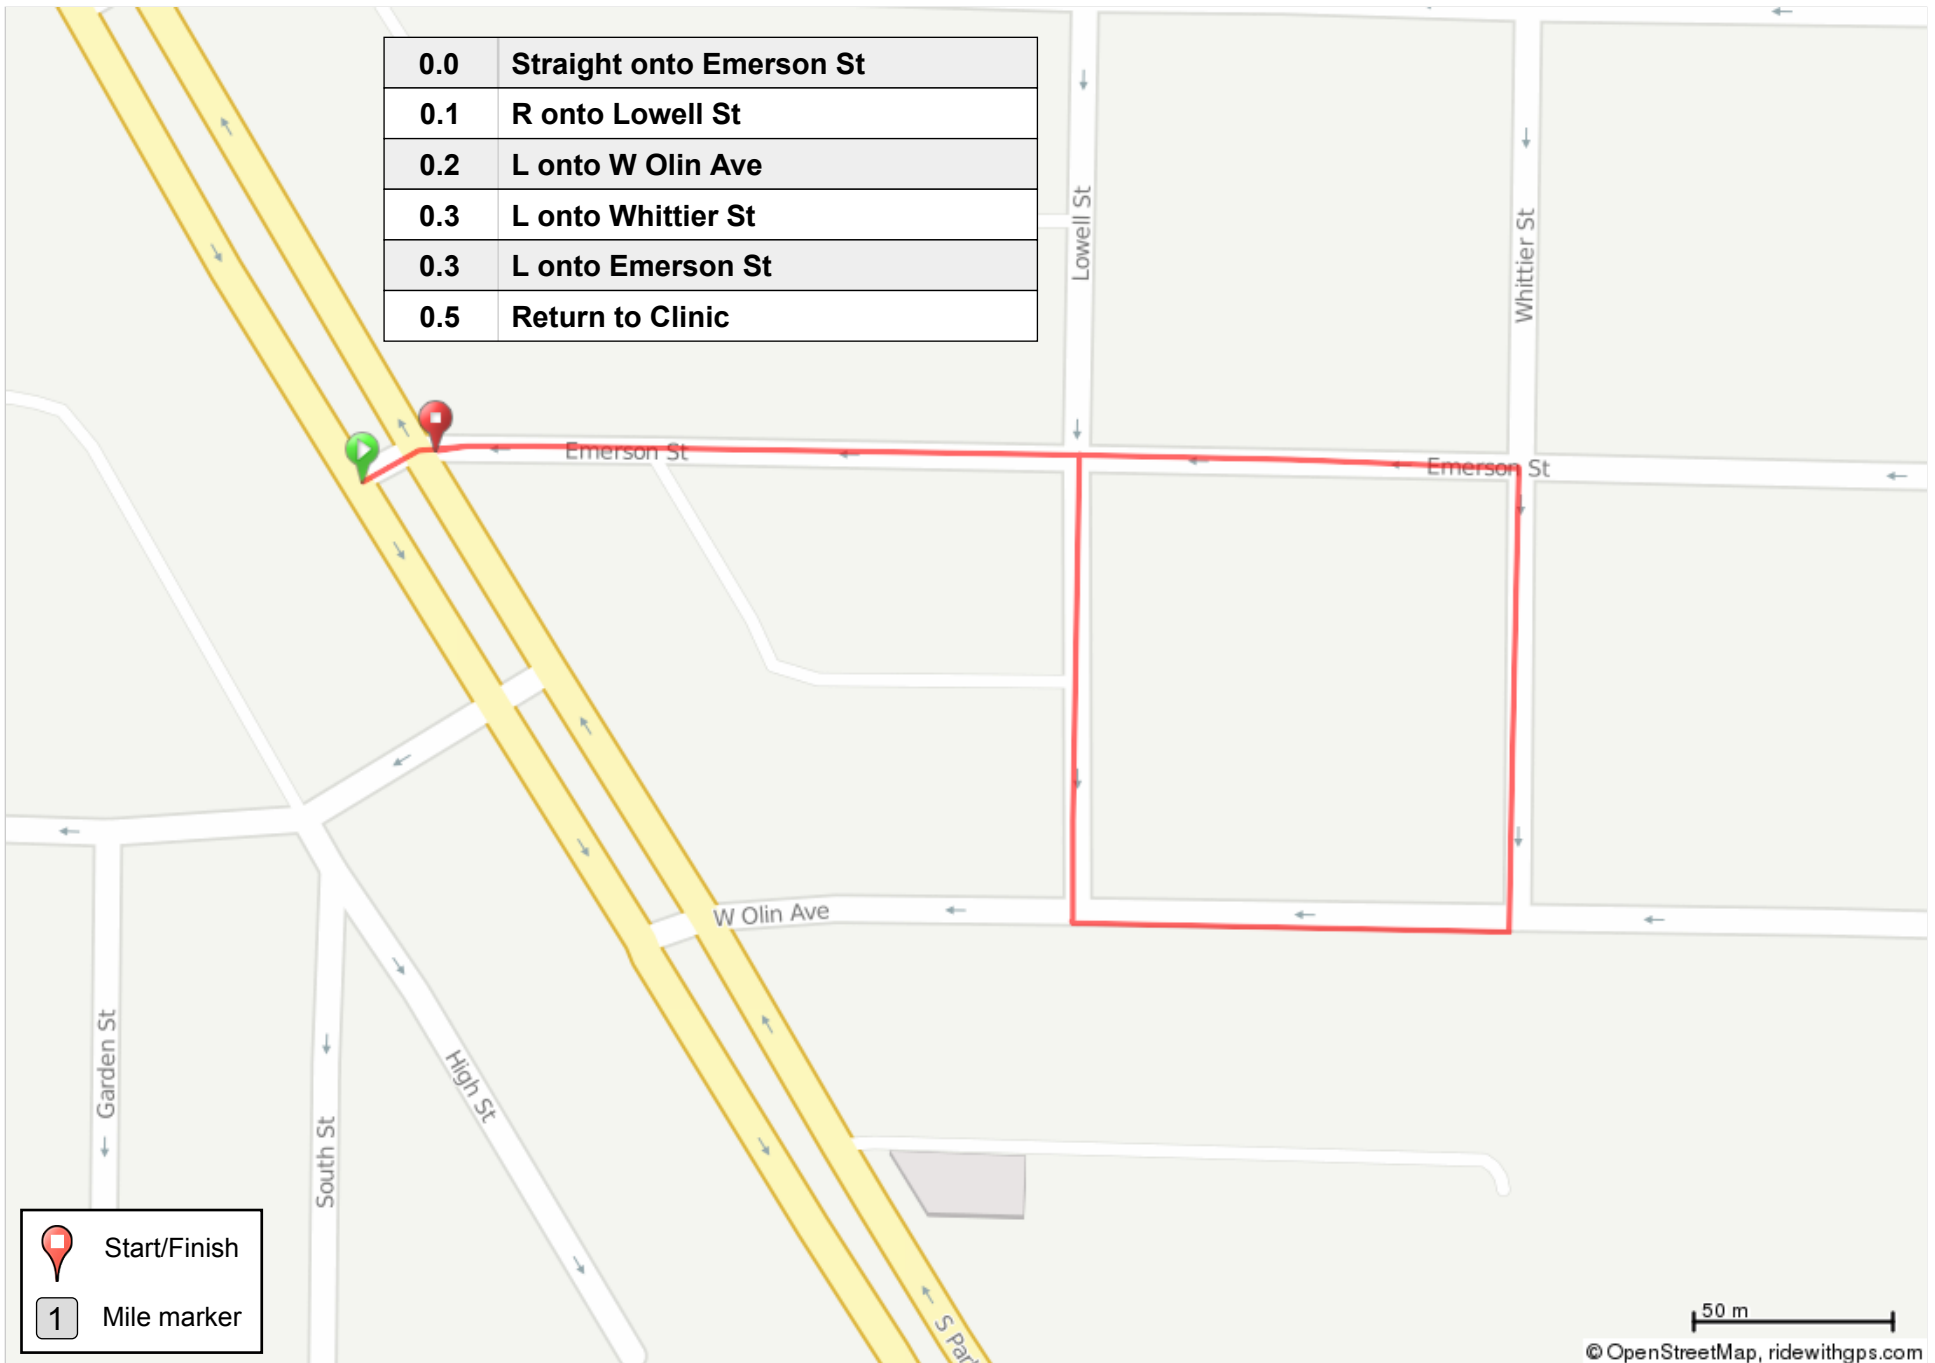 0.0 Straight onto Emerson St
0.1 R onto Lowell St
0.2 L onto W Olin Ave
0.3 L onto Whittier St
0.3 L onto Emerson St
0.5 Return to Clinic
Lowell St
Whittier St
Emerson St
Emerson St
W Olin Ave
Garden St
South St
High St
S Par
Start/Finish
1 Mile marker
50 m
© OpenStreetMap, ridewithgps.com